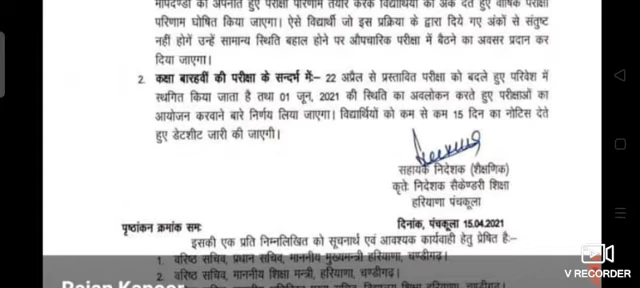 मापदण्डों को अपनाते हुए परीक्षा परिणाम तैयार करके विद्यार्थियों को अंक देते हुए वार्षिक परीक्षा
परिणाम घोषित किया जाएगा। ऐसे विद्यार्थी जो इस प्रक्रिया के द्वारा दिये गए अंकों से संतुष्ट
नहीं होगें उन्हें सामान्य स्थिति बहाल होने पर औपचारिक परीक्षा में बैठने का अवसर प्रदान कर
दिया जाएगा।
2. कक्षा बारहवीं की परीक्षा के सन्दर्भ में:- 22 अप्रैल से प्रस्तावित परीक्षा को बदले हुए परिवेश में
स्थगित किया जाता है तथा 01 जून, 2021 की स्थिति का अवलोकन करते हुए परीक्षाओं का
आयोजन करवाने बारे निर्णय लिया जाएगा। विद्यार्थियों को कम से कम 15 दिन का नोटिस देते
हुए डेटशीट जारी की जाएगी।
सहायक निदेशक (शैक्षणिक)
कृतेः निदेशक सैकेण्डरी शिक्षा
हरियाणा पंचकूला
पृष्ठांकन क्रमांक समः दिनांक, पंचकूला 15.04.2021
इसकी एक प्रति निम्नलिखित को सूचनार्थ एवं आवश्यक कार्यवाही हेतु प्रेषित है:-
1. वरिष्ठ सचिव, प्रधान सचिव, माननीय मुख्यमन्त्री हरियाणा, चण्डीगढ़।
2. वरिष्ठ सचिव, माननीय शिक्षा मन्त्री, हरियाणा, चण्डीगढ़।
Rajan Kapoor
V RECORDER